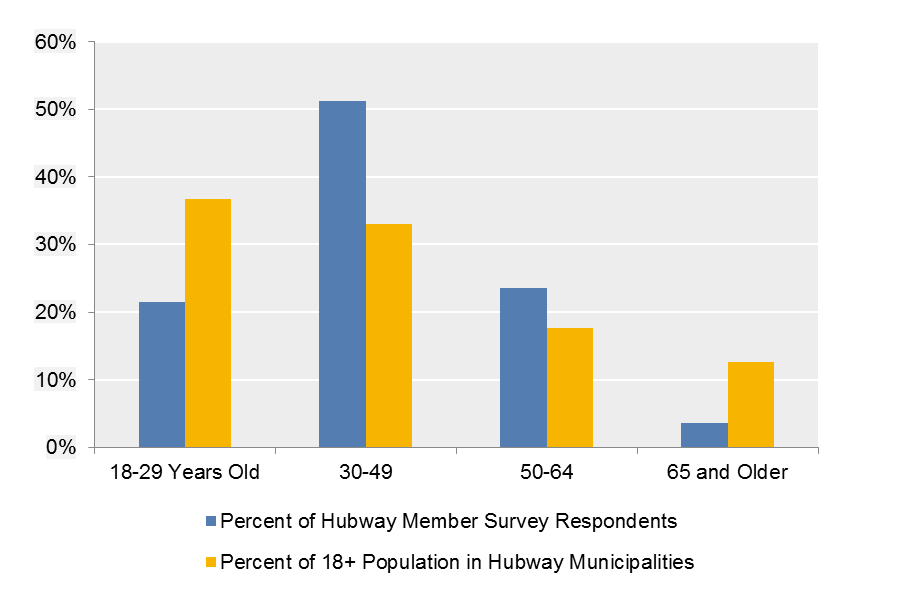 60%
50%
40%
30%
20%
10%
0%
18-29 Years Old 30-49 50-64 65 and Older
Percent of Hubway Member Survey Respondents
Percent of 18+ Population in Hubway Municipalities